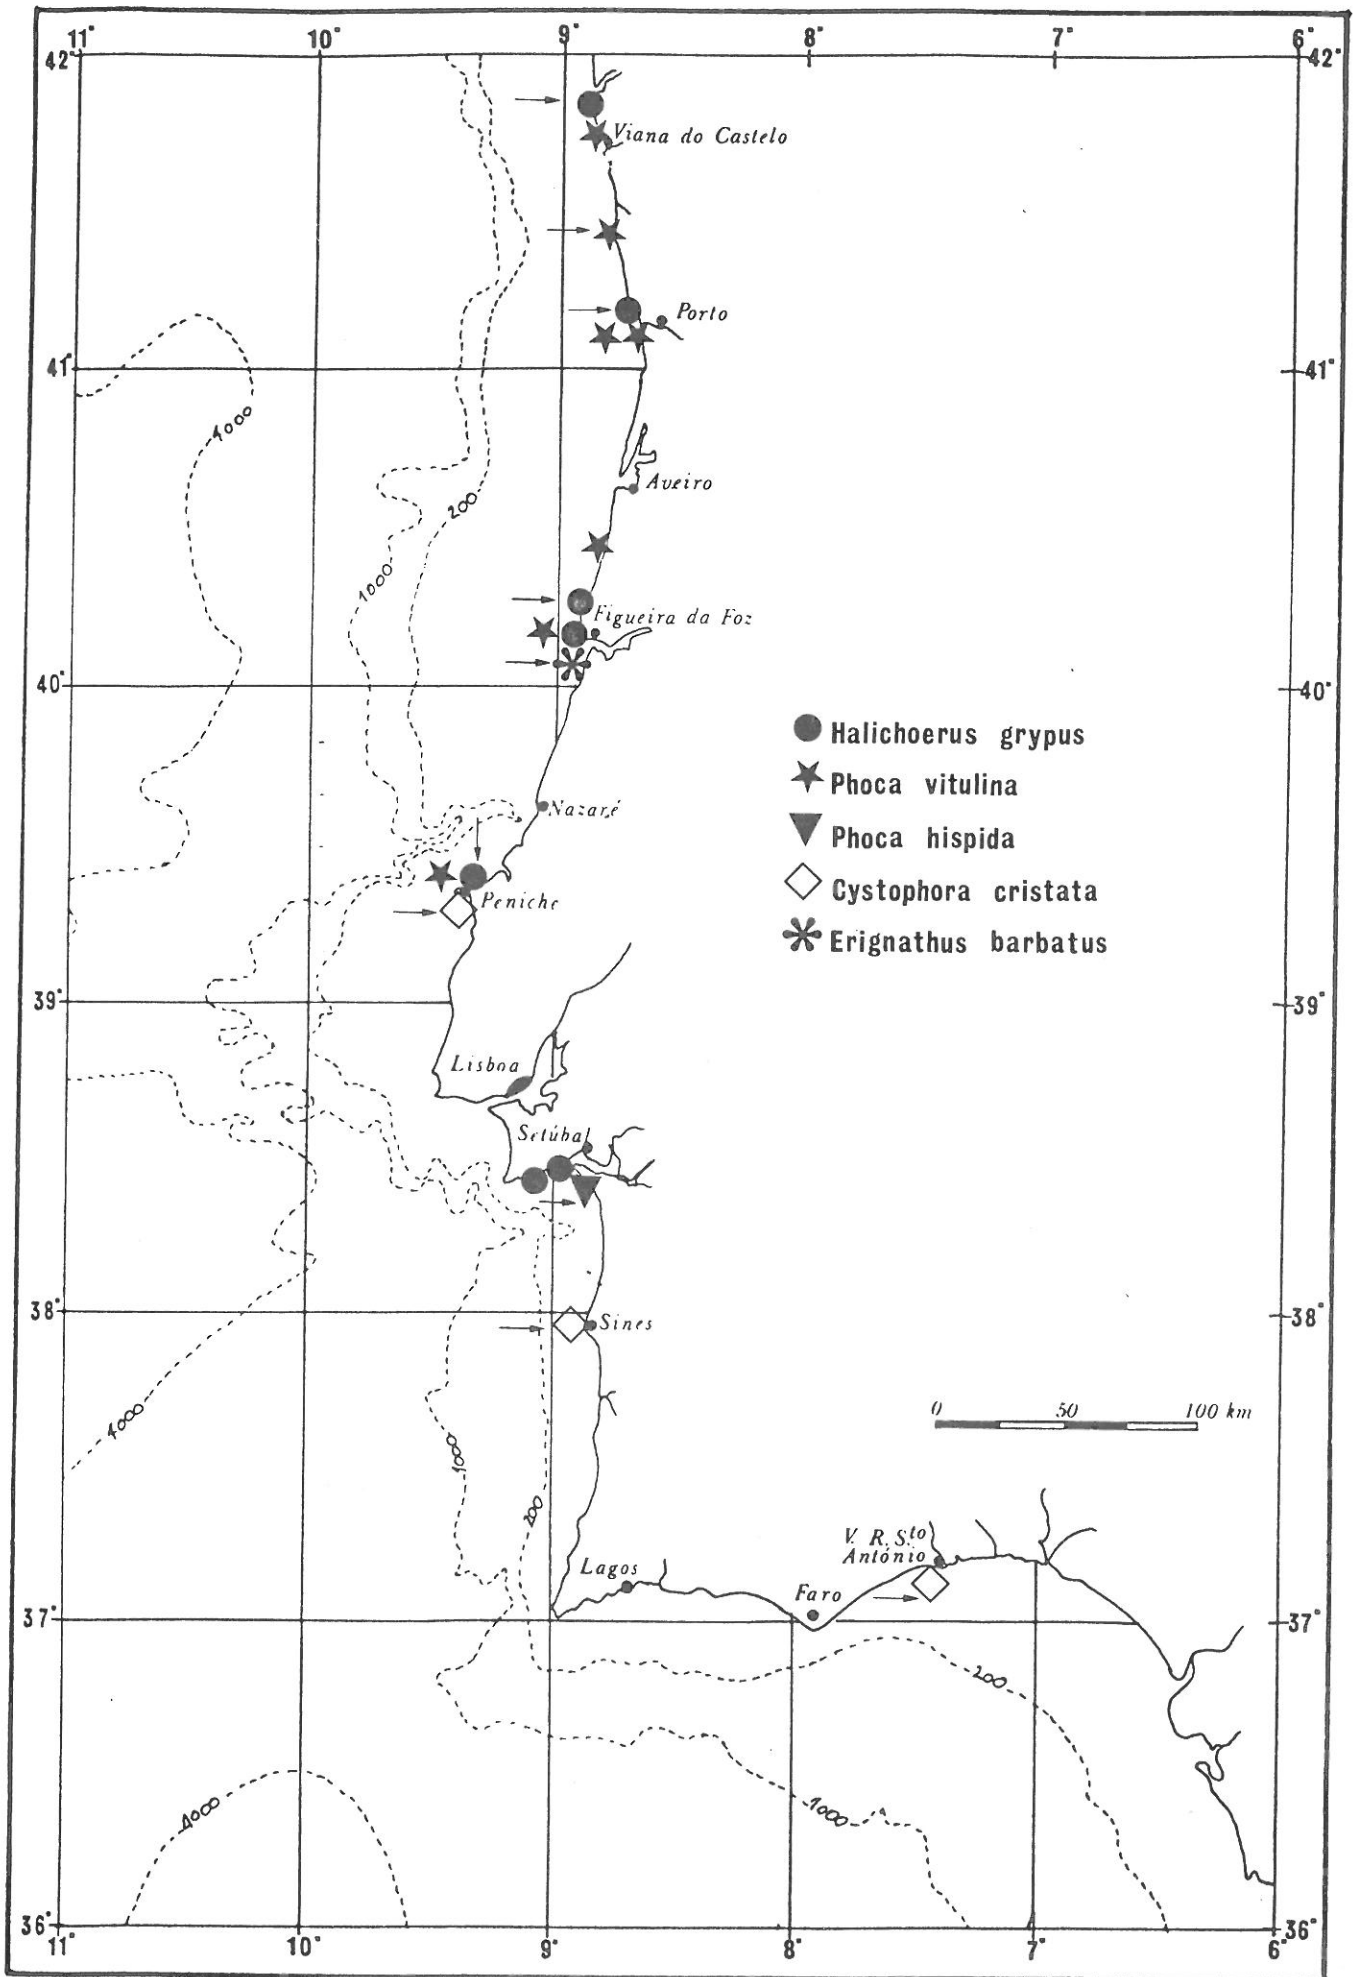 11° 10° 9° 8° 7° 6°
42° 42°
Viana do Castelo
Porto
41° 41°
4000
Aveiro
200
1000
Figueira da Foz
40° 40°
Halichoerus grypus
Phoca vitulina
Nazaré
Phoca hispida
Cystophora cristata
Peniche
Erignathus barbatus
39° 39°
Lisboa
Setúbal
38° 38°
Sines
0 50 100 km
4000
1000
200
V. R. S.to
António
Lagos
Faro
37° 37°
200
4000
1000
36° 36°
11° 10° 9° 8° 7° 6°